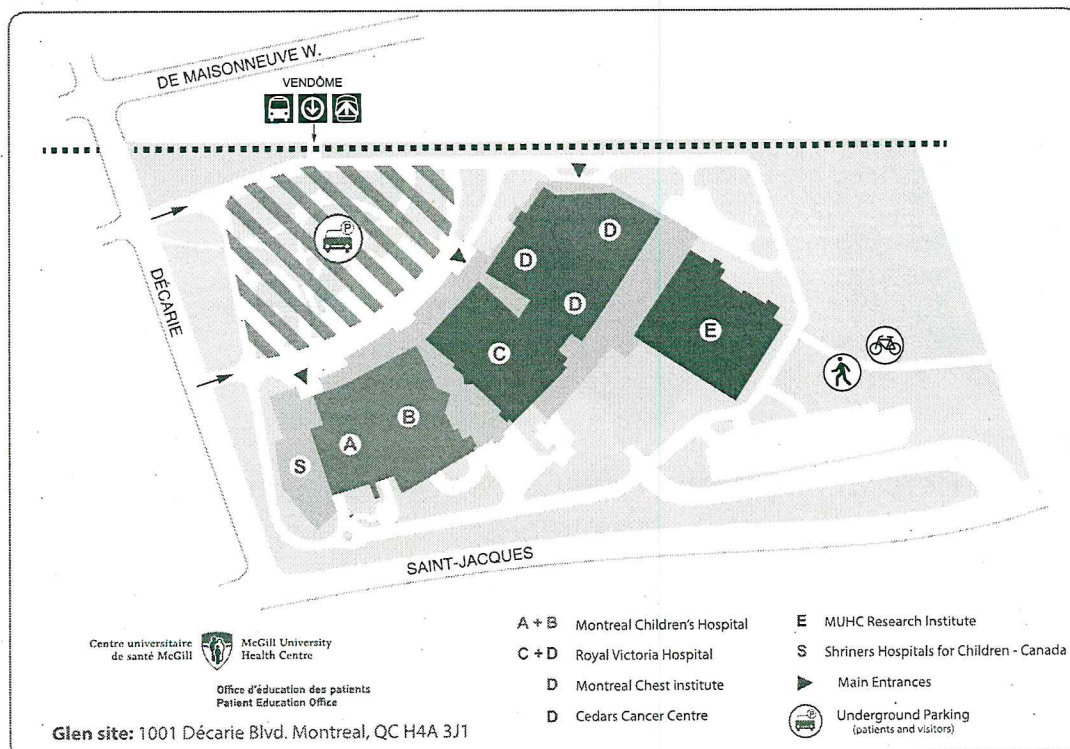 DE MAISONNEUVE W.
VENDÔME
P
DÉCARIE
D
D
D
C
E
B
A
S
SAINT-JACQUES
Centre universitaire
de santé McGill
McGill University
Health Centre
Office d'éducation des patients
Patient Education Office
Glen site: 1001 Décarie Blvd. Montreal, QC H4A 3J1
A + B Montreal Children's Hospital
C + D Royal Victoria Hospital
D Montreal Chest institute
D Cedars Cancer Centre
E MUHC Research Institute
S Shriners Hospitals for Children - Canada
Main Entrances
P
Underground Parking
(patients and visitors)